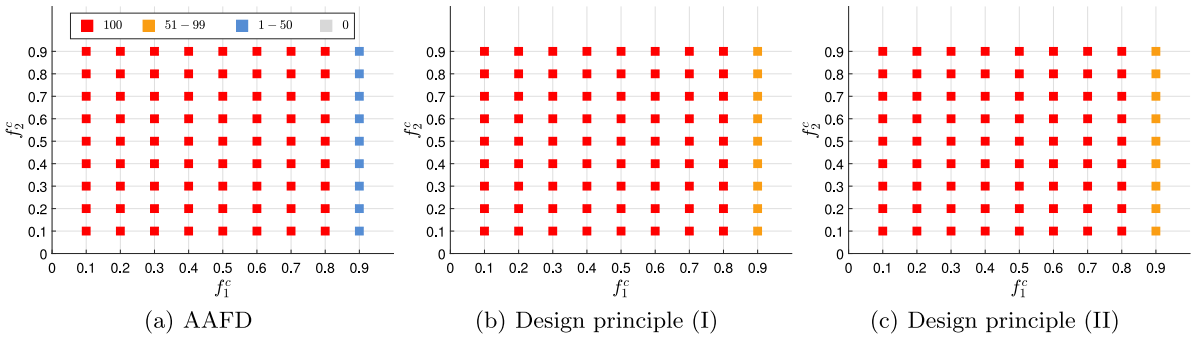 100 51 − 99 1 − 50 0
0.9 0.9 0.9
0.8 0.8 0.8
0.7 0.7 0.7
0.6 0.6 0.6
f₂ᶜ 0.5 f₂ᶜ 0.5 f₂ᶜ 0.5
0.4 0.4 0.4
0.3 0.3 0.3
0.2 0.2 0.2
0.1 0.1 0.1
0 0 0
0 0.1 0.2 0.3 0.4 0.5 0.6 0.7 0.8 0.9 0 0.1 0.2 0.3 0.4 0.5 0.6 0.7 0.8 0.9 0 0.1 0.2 0.3 0.4 0.5 0.6 0.7 0.8 0.9
f₁ᶜ f₁ᶜ f₁ᶜ
(a) AAFD (b) Design principle (I) (c) Design principle (II)